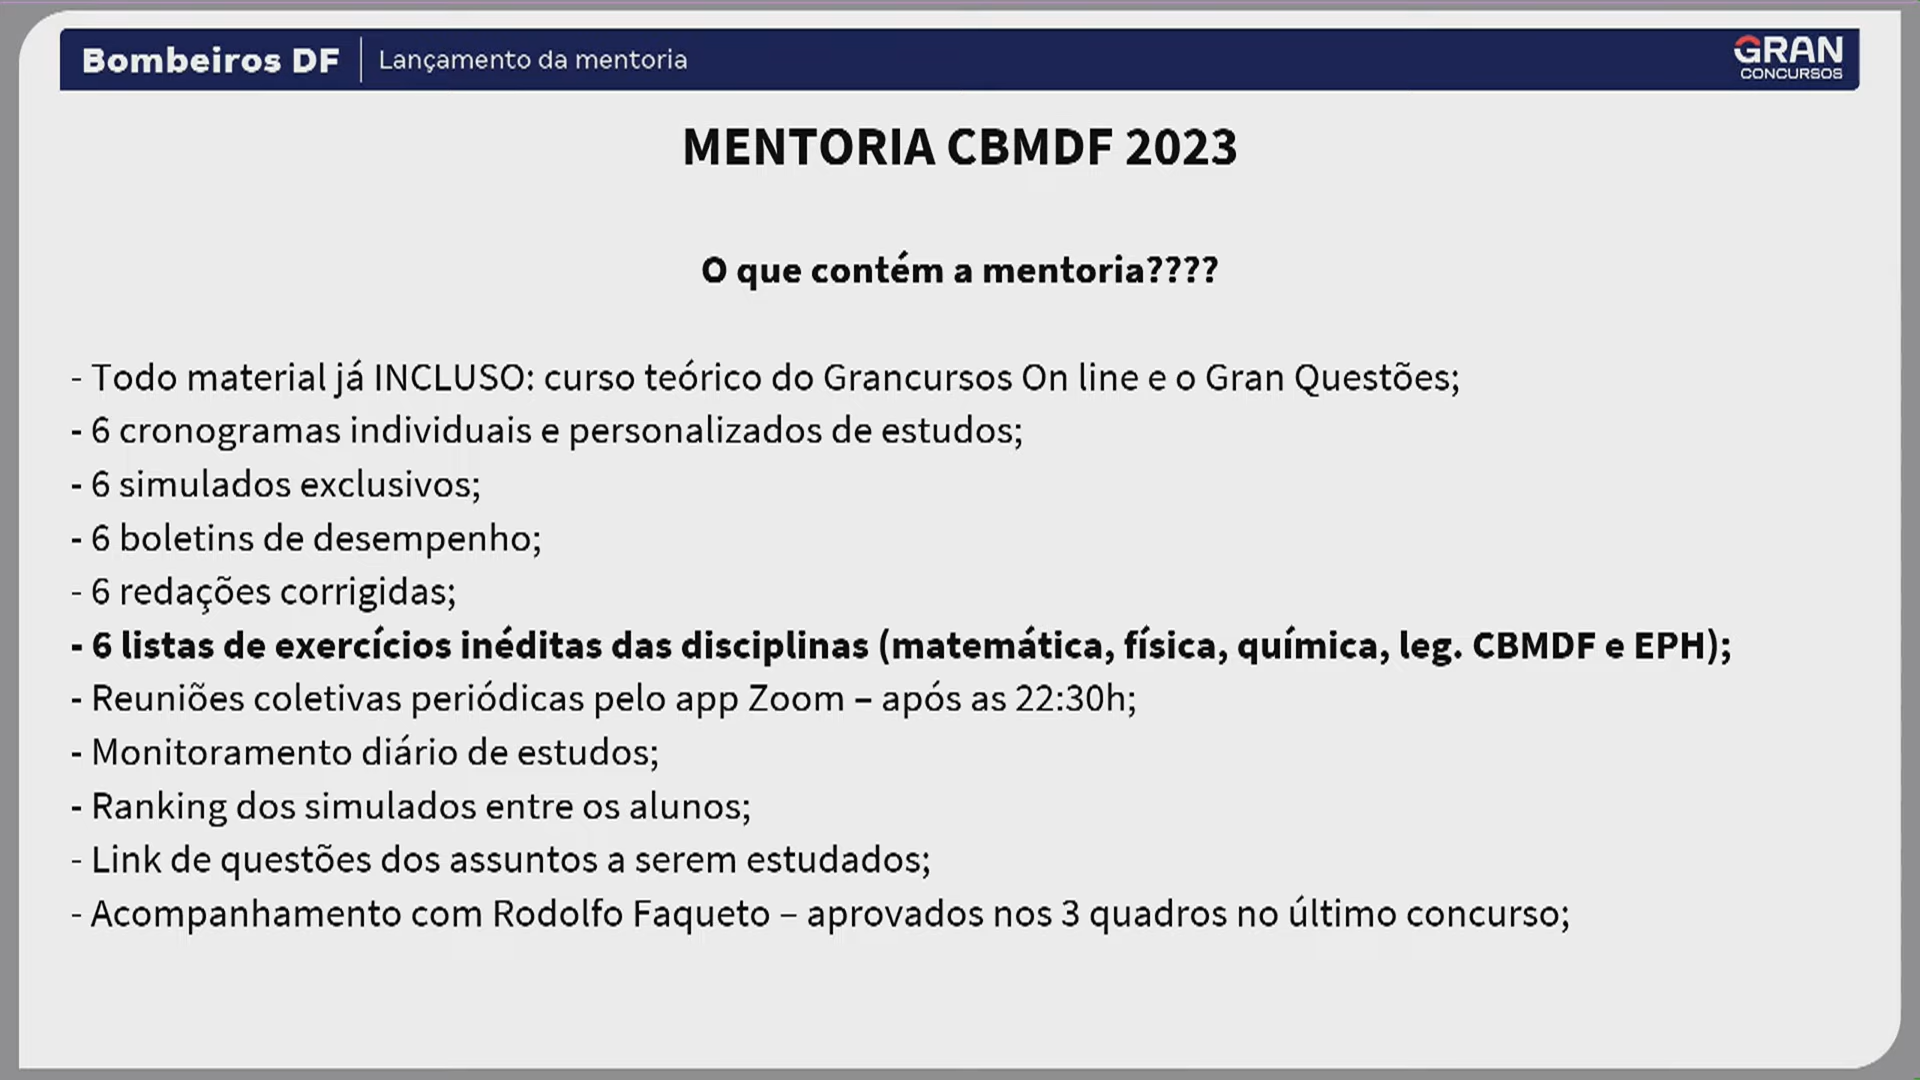 Bombeiros DF
Lançamento da mentoria
GRAN
CONCURSOS
MENTORIA CBMDF 2023
O que contém a mentoria????
- Todo material já INCLUSO: curso teórico do Grancursos On line e o Gran Questões;
- 6 cronogramas individuais e personalizados de estudos;
- 6 simulados exclusivos;
- 6 boletins de desempenho;
- 6 redações corrigidas;
- 6 listas de exercícios inéditas das disciplinas (matemática, física, química, leg. CBMDF e EPH);
- Reuniões coletivas periódicas pelo app Zoom – após as 22:30h;
- Monitoramento diário de estudos;
- Ranking dos simulados entre os alunos;
- Link de questões dos assuntos a serem estudados;
- Acompanhamento com Rodolfo Faqueto – aprovados nos 3 quadros no último concurso;